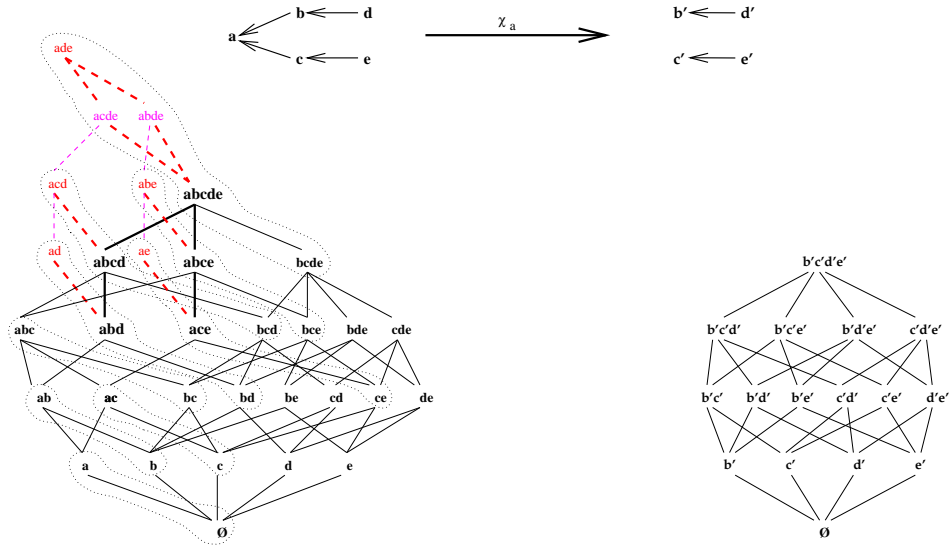 b d b′ d′
a χ a
c e c′ e′
ade
acde abde
acd abe
abcde
ad abcd ae abce bcde b′c′d′e′
abc abd ace bcd bce bde cde b′c′d′ b′c′e′ b′d′e′ c′d′e′
ab ac bc bd be cd ce de b′c′ b′d′ b′e′ c′d′ c′e′ d′e′
a b c d e b′ c′ d′ e′
Ø Ø